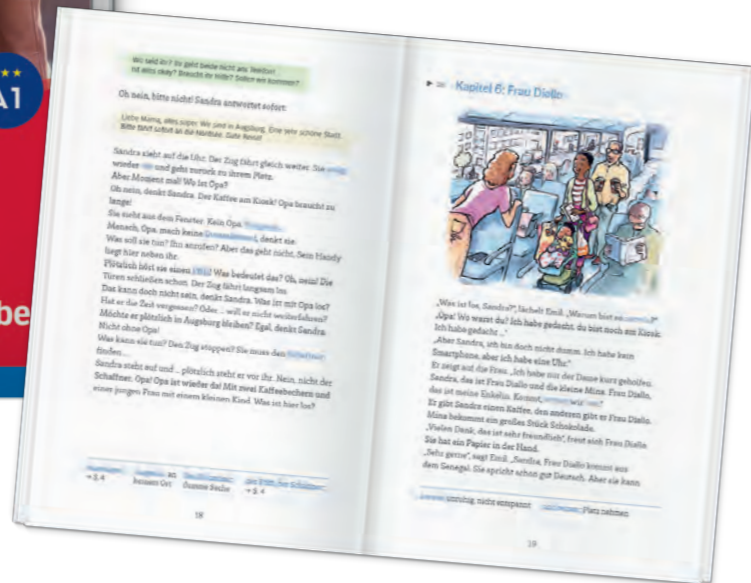 A1
be
Wo seid ihr? Ihr geht beide nicht ans Telefon!
Ist alles okay? Braucht ihr Hilfe? Sollen wir kommen?
Oh nein, bitte nicht! Sandra antwortet sofort:
Liebe Mama, alles super. Wir sind in Augsburg. Eine sehr schöne Stadt.
Bitte fahrt sofort an die Nordsee. Gute Reise!
Sandra sieht auf die Uhr. Der Zug fährt gleich weiter. Sie
wieder und geht zurück zu ihrem Platz.
Aber Moment mal! Wo ist Opa?
Oh nein, denkt Sandra. Der Kaffee am Kiosk! Opa braucht zu
lange!
Sie sieht aus dem Fenster. Kein Opa.
Mensch, Opa, mach keine denkt sie.
Was soll sie tun? Ihn anrufen? Aber das geht nicht. Sein Handy
liegt hier neben ihr.
Plötzlich hört sie einen Was bedeutet das? Oh, nein! Die
Türen schließen schon. Der Zug fährt langsam los.
Das kann doch nicht sein, denkt Sandra. Was ist mit Opa los?
Hat er die Zeit vergessen? Oder ... will er nicht weiterfahren?
Möchte er plötzlich in Augsburg bleiben? Egal, denkt Sandra.
Nicht ohne Opa!
Was kann sie tun? Den Zug stoppen? Sie muss den
finden ...
Sandra steht auf und ... plötzlich steht er vor ihr. Nein, nicht der
Schaffner. Opa! Opa ist wieder da! Mit zwei Kaffeebechern und
einer jungen Frau mit einem kleinen Kind. Was ist hier los?
→ S. 4
an
keinem Ort
dumme Sache
→ S. 4
18
Kapitel 6: Frau Diallo
„Was ist los, Sandra?“, lächelt Emil. „Warum bist du
„Opa! Wo warst du? Ich habe gedacht, du bist noch am Kiosk.
Ich habe gedacht ...“
„Aber Sandra, ich bin doch nicht dumm. Ich habe kein
Smartphone, aber ich habe eine Uhr.“
Er zeigt auf die Frau. „Ich habe nur der Dame kurz geholfen.
Sandra, das ist Frau Diallo und die kleine Mina. Frau Diallo,
das ist meine Enkelin. Kommt,
Er gibt Sandra einen Kaffee, den anderen gibt er Frau Diallo.
Mina bekommt ein großes Stück Schokolade.
„Vielen Dank, das ist sehr freundlich“, freut sich Frau Diallo.
Sie hat ein Papier in der Hand.
„Sehr gerne“, sagt Emil. „Sandra, Frau Diallo kommt aus
dem Senegal. Sie spricht schon gut Deutsch. Aber sie kann
unruhig, nicht entspannt
Platz nehmen
19